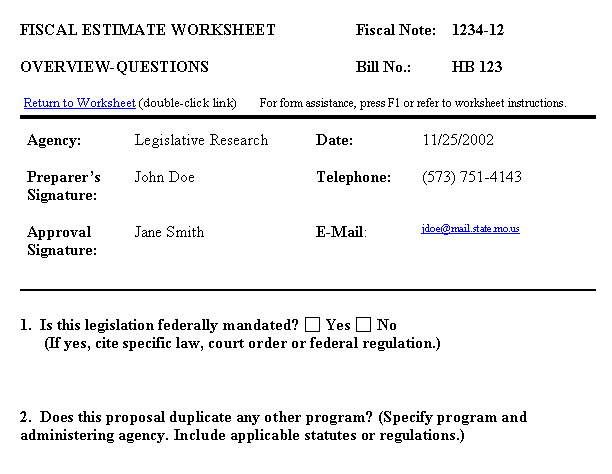 FISCAL ESTIMATE WORKSHEET Fiscal Note: 1234-12
OVERVIEW-QUESTIONS Bill No.: HB 123
Return to Worksheet (double-click link) For form assistance, press F1 or refer to worksheet instructions.
Agency: Legislative Research Date: 11/25/2002
Preparer's John Doe Telephone: (573) 751-4143
Signature:
Approval Jane Smith E-Mail: jdoe@mail.state.mo.us
Signature:
1. Is this legislation federally mandated? ☐ Yes ☐ No
(If yes, cite specific law, court order or federal regulation.)
2. Does this proposal duplicate any other program? (Specify program and
administering agency. Include applicable statutes or regulations.)